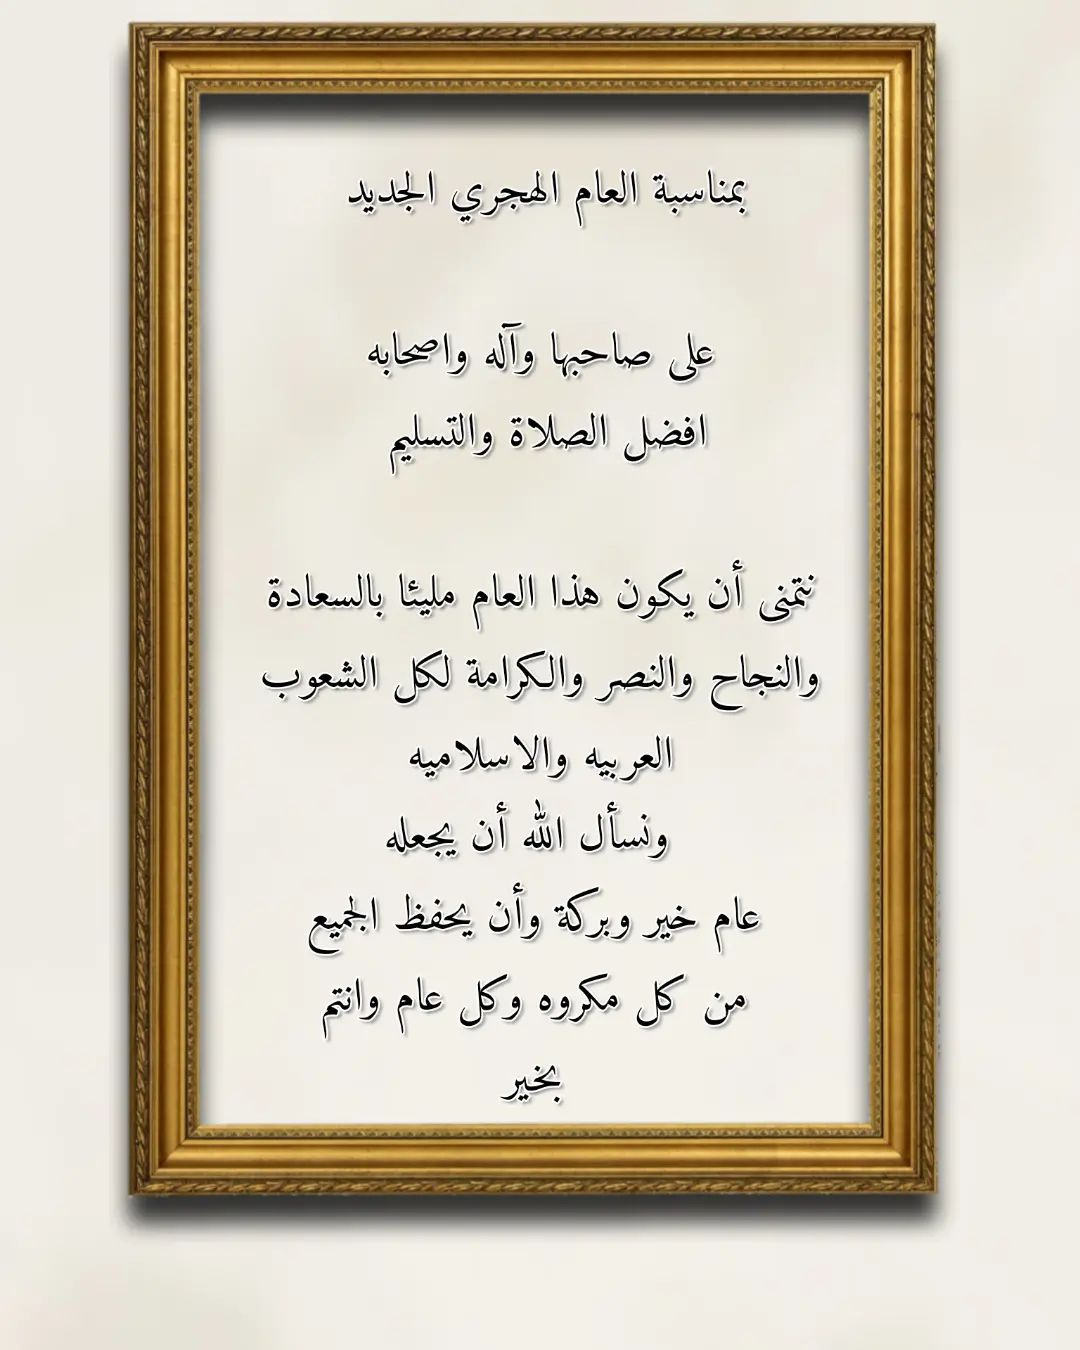 بمناسبة العام الهجري الجديد
على صاحبها وآله واصحابه
افضل الصلاة والتسليم
نتمنى أن يكون هذا العام مليئا بالسعادة
والنجاح والنصر والكرامة لكل الشعوب
العربيه والاسلاميه
ونسأل الله أن يجعله
عام خير وبركة وأن يحفظ الجميع
من كل مكروه وكل عام وانتم
بخير